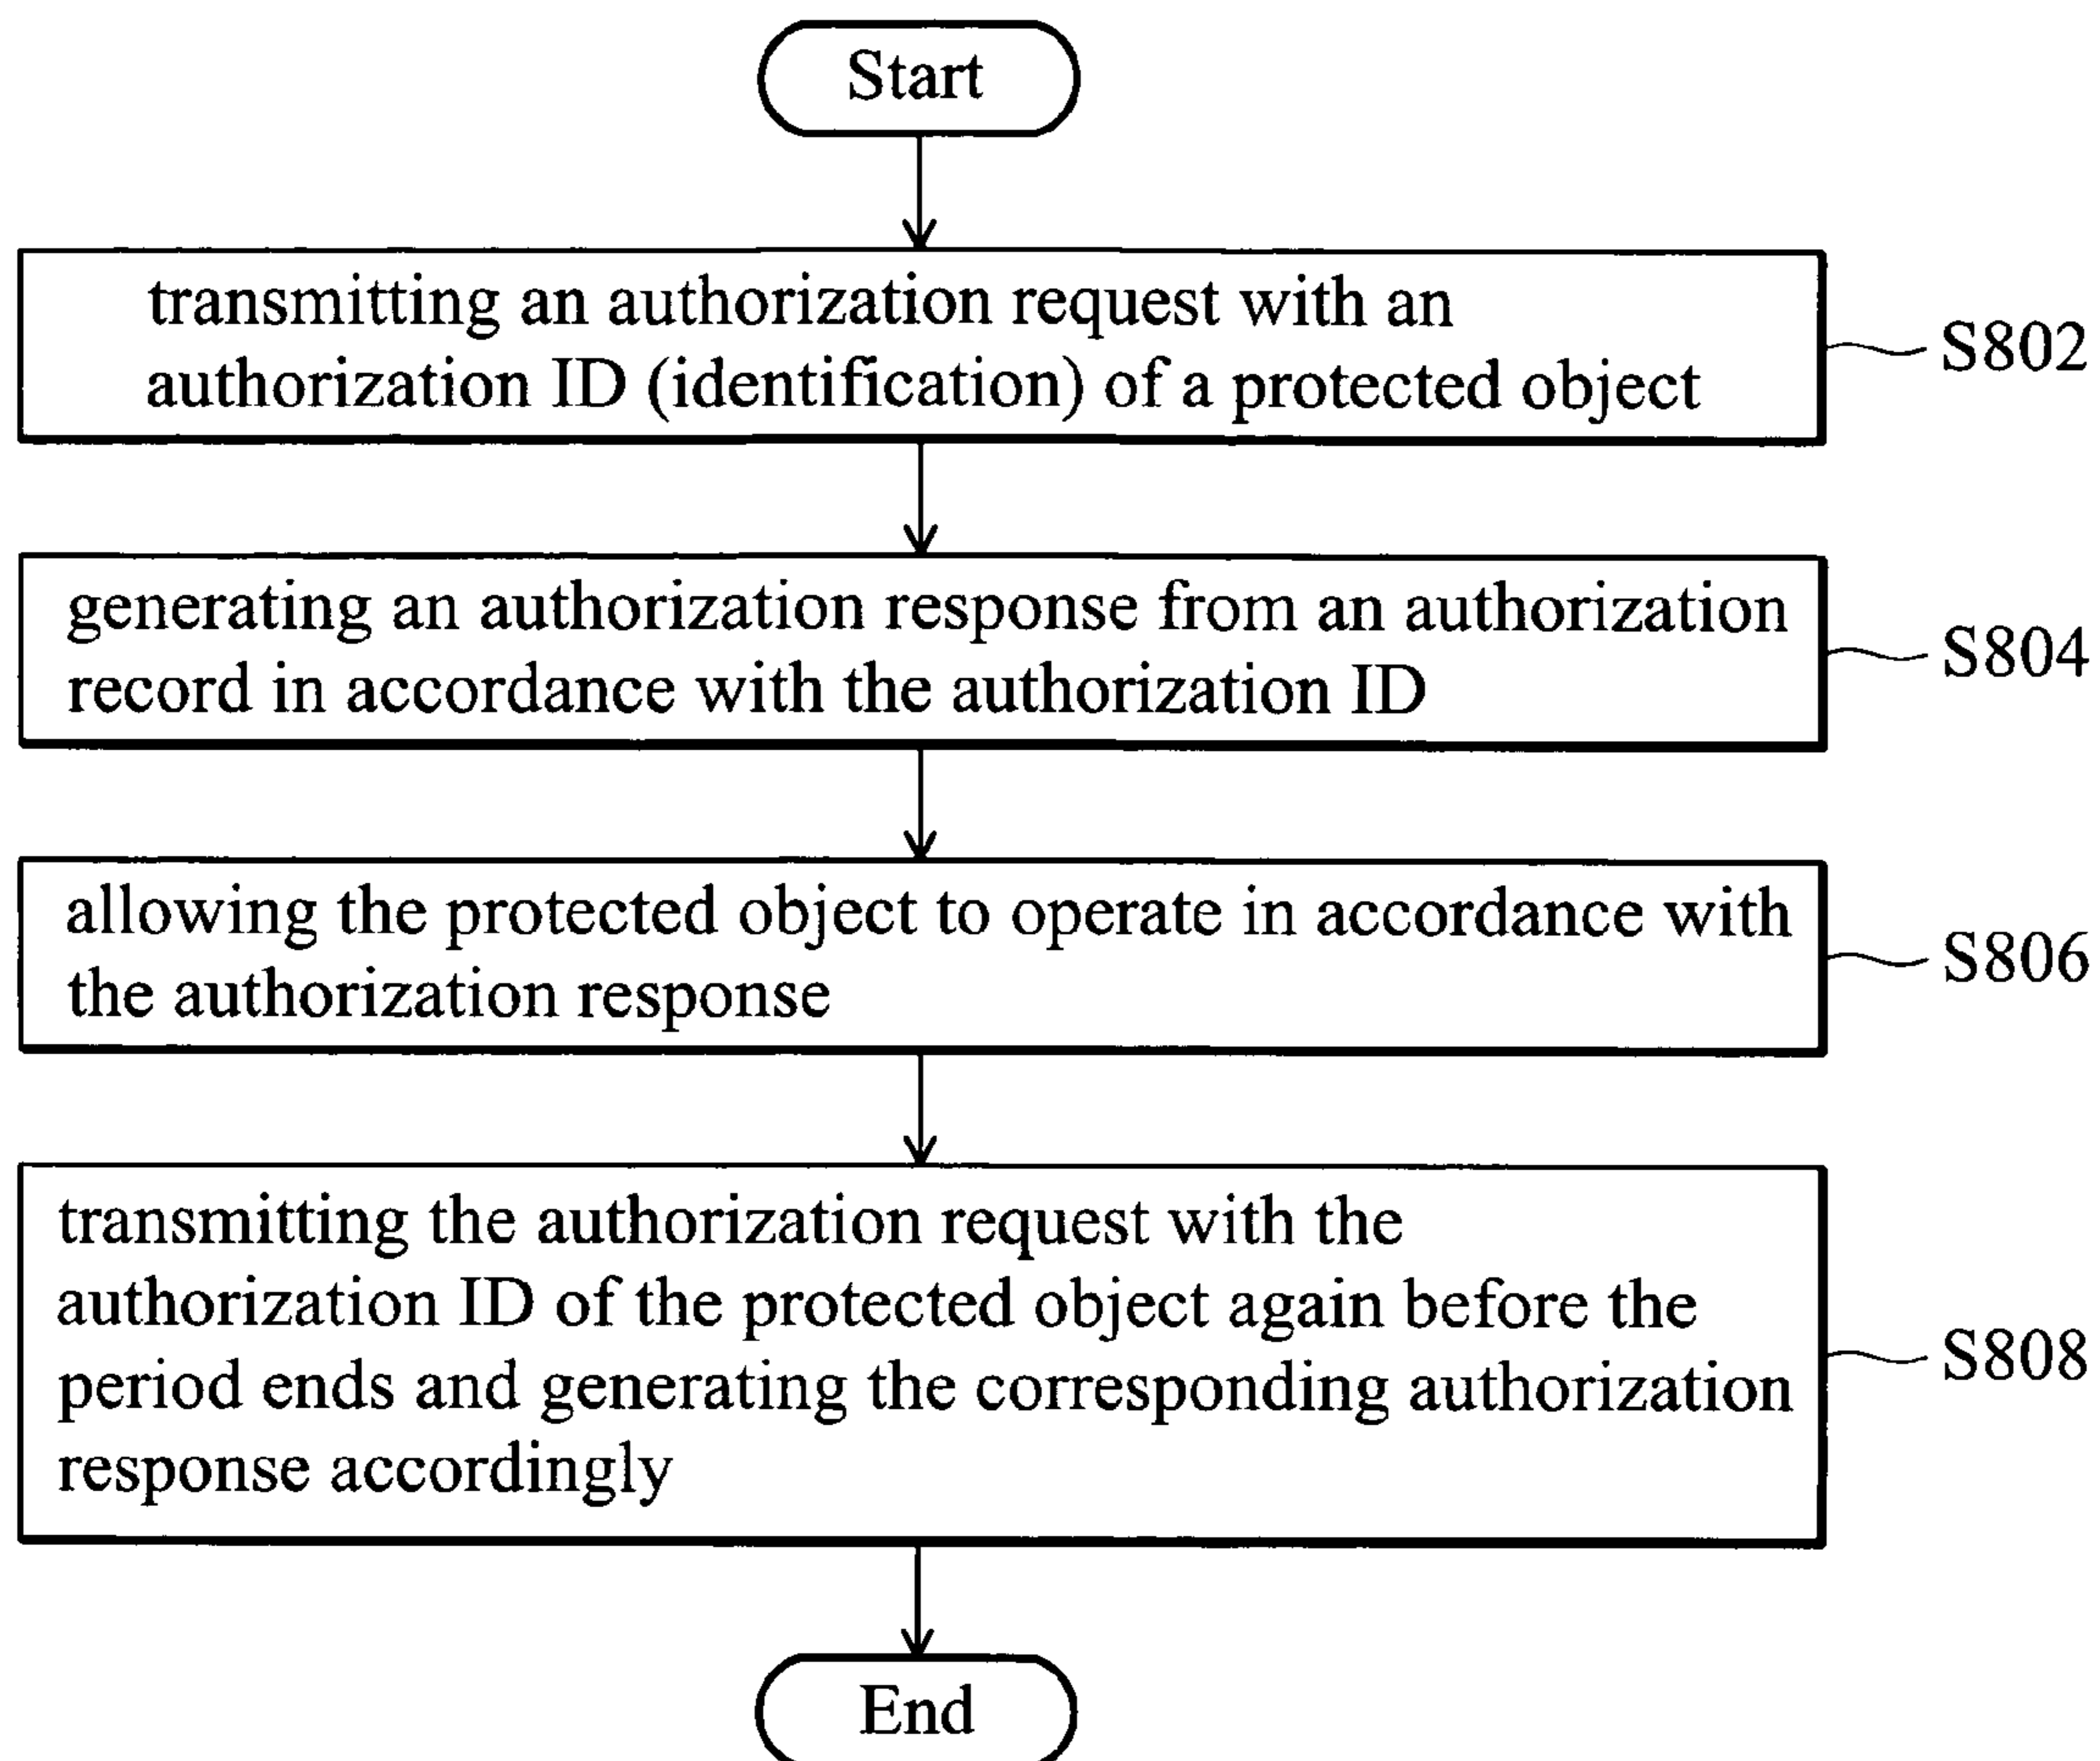 Start
transmitting an authorization request with an
authorization ID (identification) of a protected object
S802
generating an authorization response from an authorization
record in accordance with the authorization ID
S804
allowing the protected object to operate in accordance with
the authorization response
S806
transmitting the authorization request with the
authorization ID of the protected object again before the
period ends and generating the corresponding authorization
response accordingly
S808
End